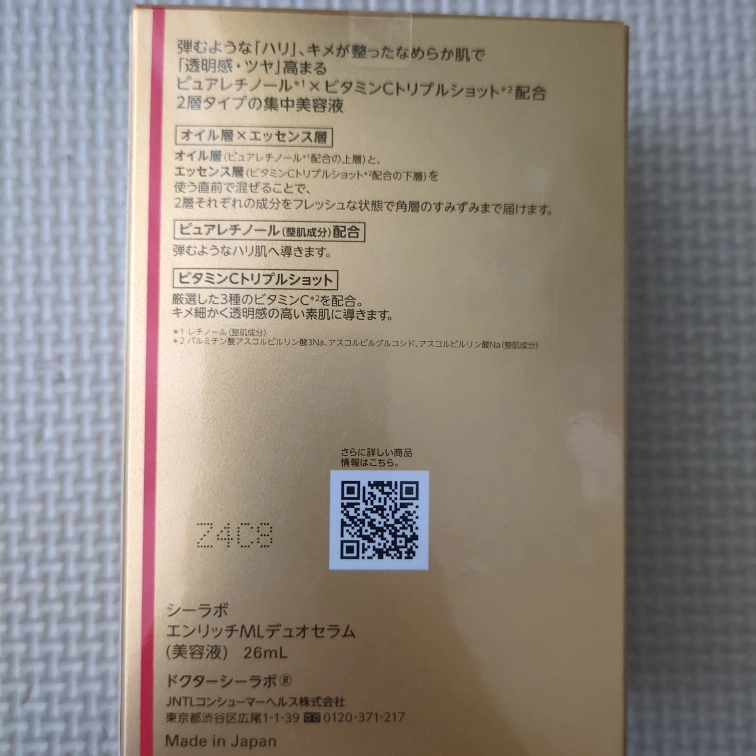 弾むような「ハリ」、キメが整ったなめらか肌で
「透明感・ツヤ」高まる
ピュアレチノール*1×ビタミンCトリプルショット*2配合
2層タイプの集中美容液
オイル層×エッセンス層
オイル層(ピュアレチノール*1配合の上層)と、
エッセンス層(ビタミンCトリプルショット*2配合の下層)を
使う直前で混ぜることで、
2層それぞれの成分をフレッシュな状態で角層のすみずみまで届けます。
ピュアレチノール(整肌成分)配合
弾むようなハリ肌へ導きます。
ビタミンCトリプルショット
厳選した3種のビタミンC*2を配合。
キメ細かく透明感の高い素肌に導きます。
*1 レチノール(整肌成分)
*2 パルミチン酸アスコルビルリン酸3Na、アスコルビルグルコシド、アスコルビルリン酸Na(整肌成分)
さらに詳しい商品
情報はこちら。
Z4C8
シーラボ
エンリッチMLデュオセラム
(美容液) 26mL
ドクターシーラボ®
JNTLコンシューマーヘルス株式会社
東京都渋谷区広尾1-1-39 0120-371-217
Made in Japan